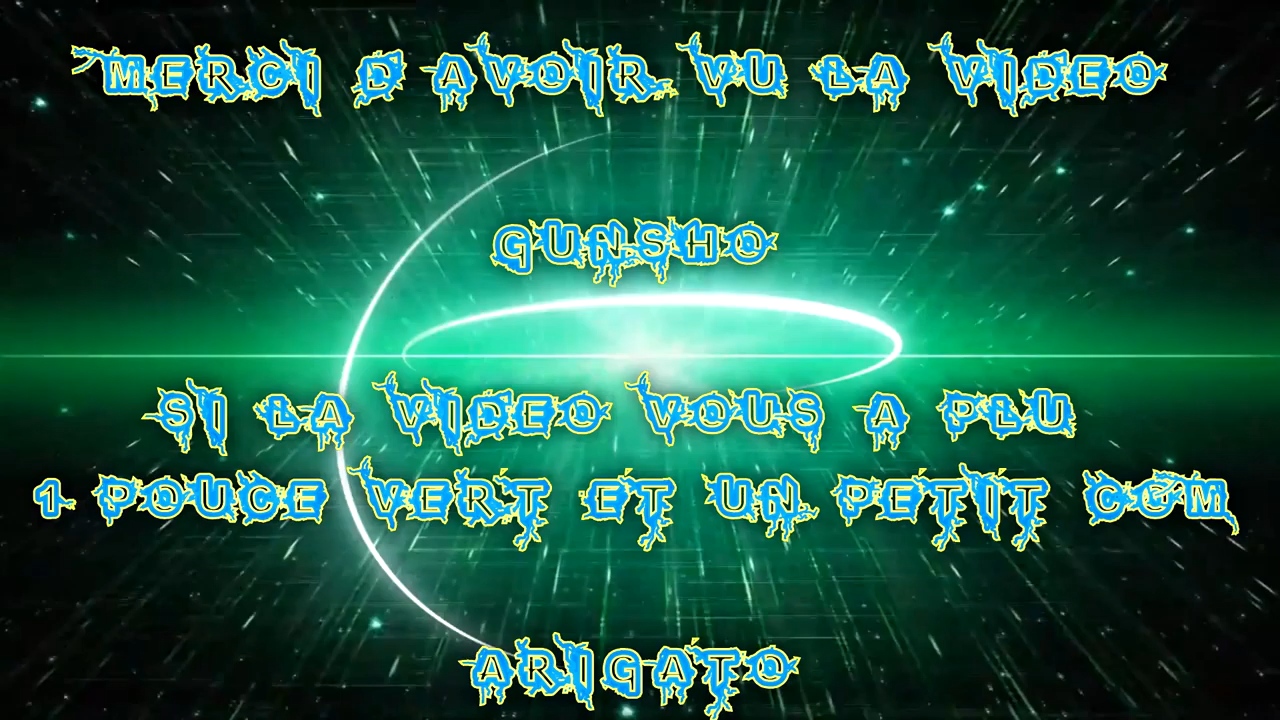 MERCI D AVOIR VU LA VIDEO
GUNSHO
SI LA VIDEO VOUS A PLU
1 POUCE VERT ET UN PETIT COM
ARIGATO